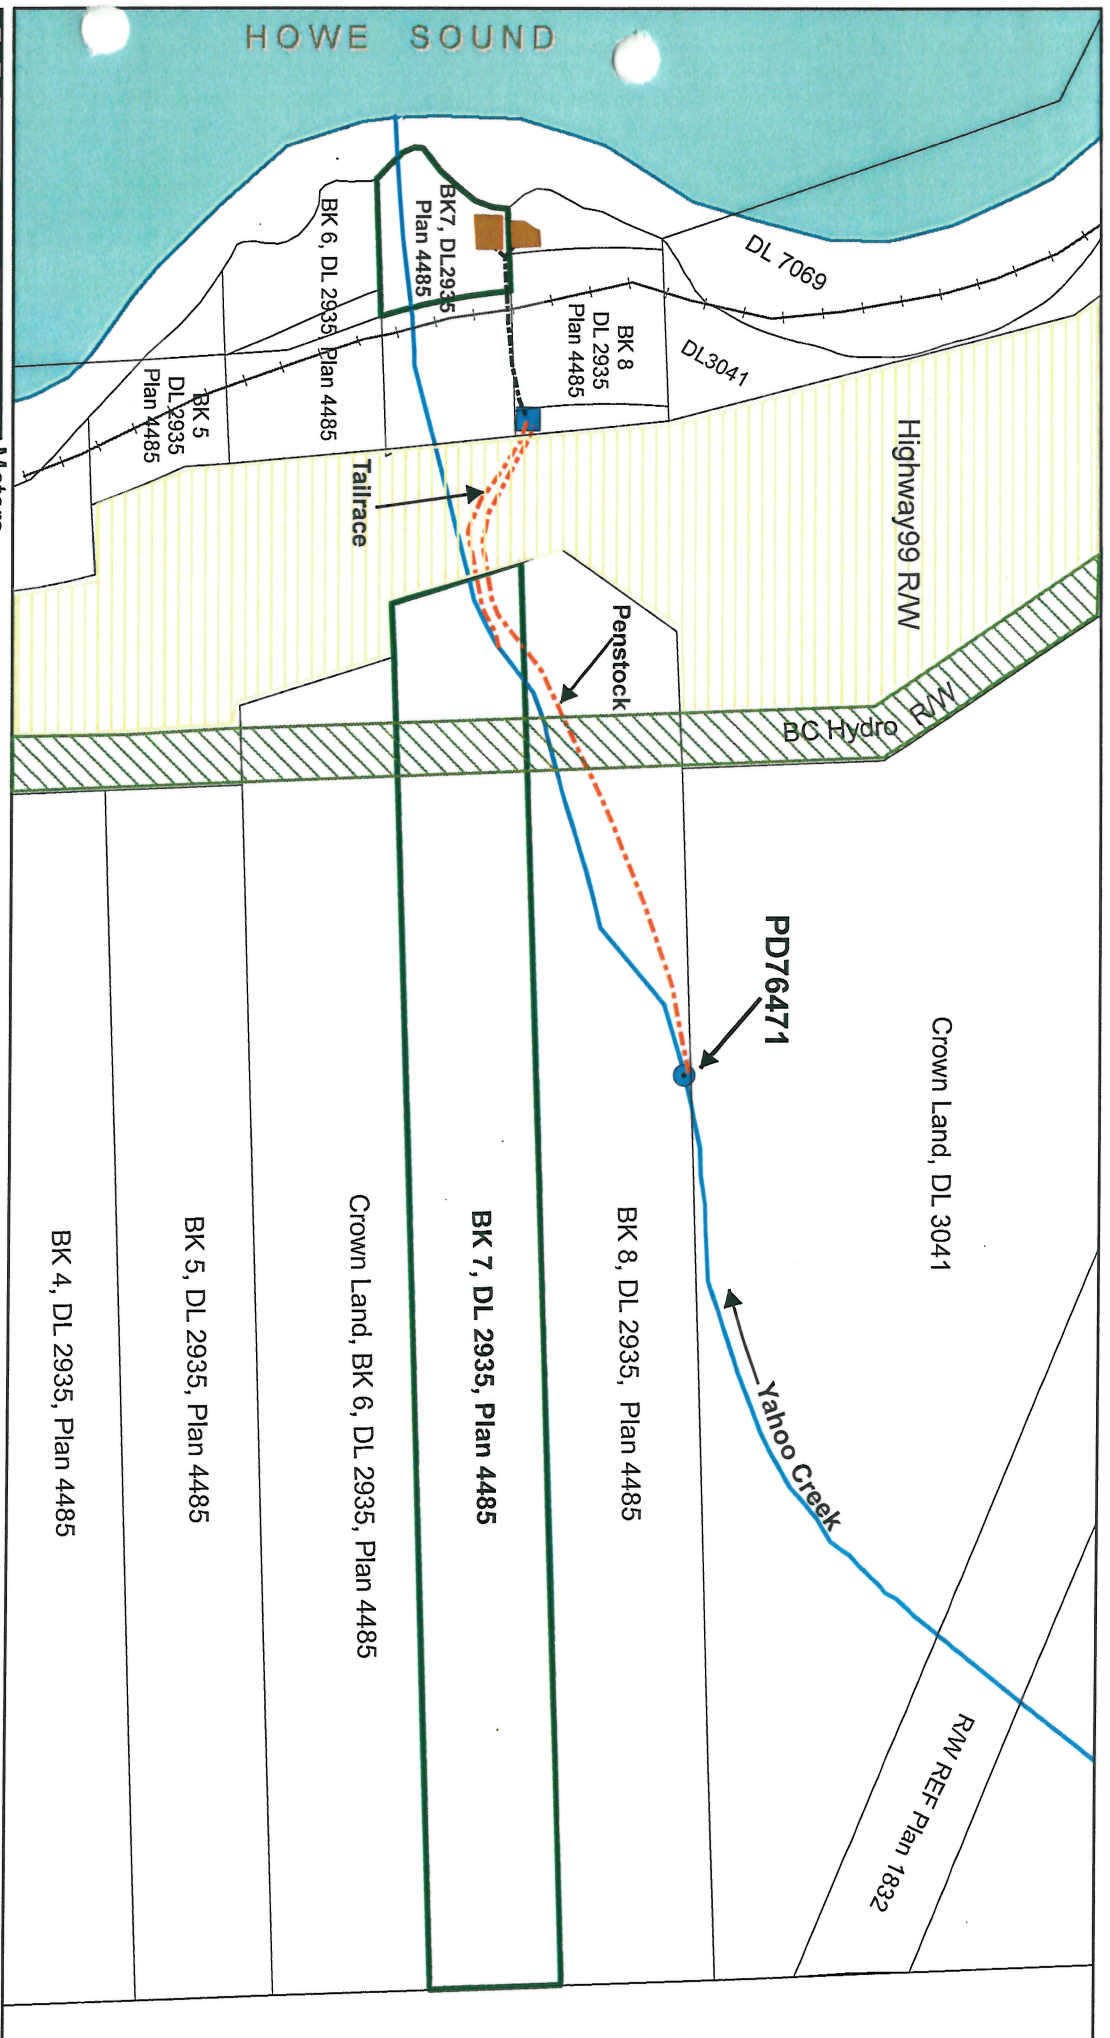 HOWE SOUND
DL 7069
DL3041
BK 8
DL 2935
Plan 4485
BK7, DL2935
Plan 4485
BK 6, DL 2935, Plan 4485
BK 5
DL 2935
Plan 4485
Highway99 R/W
Tailrace
Penstock
BC Hydro R/W
PD76471
Crown Land, DL 3041
Yahoo Creek
R/W REF Plan 1832
BK 8, DL 2935, Plan 4485
BK 7, DL 2935, Plan 4485
Crown Land, BK 6, DL 2935, Plan 4485
BK 5, DL 2935, Plan 4485
BK 4, DL 2935, Plan 4485